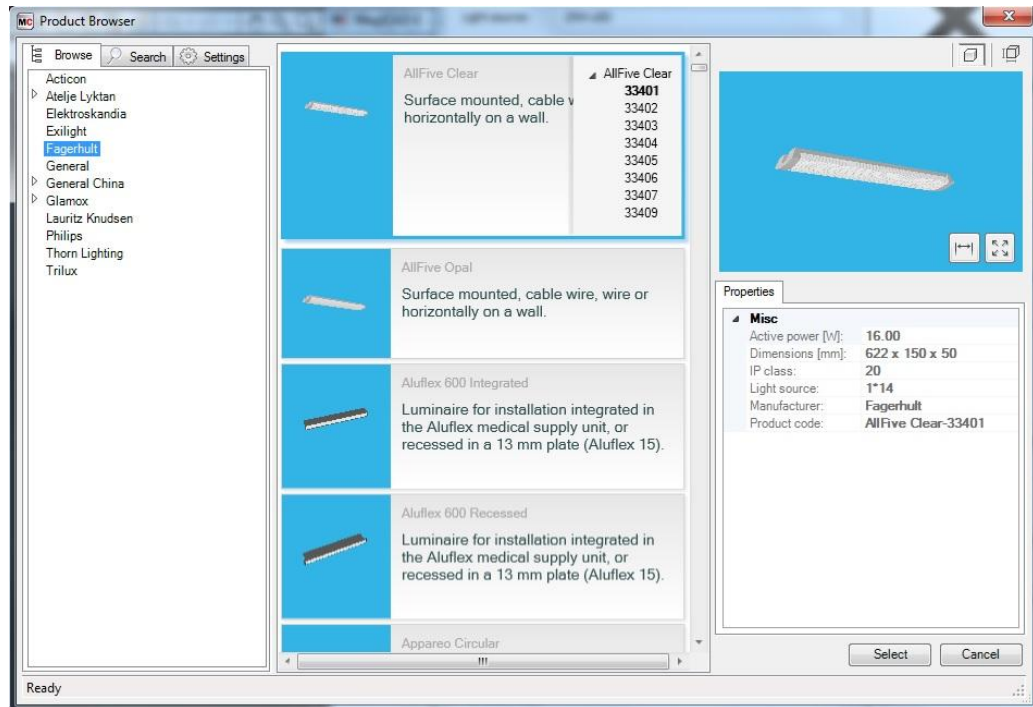 MC Product Browser
Browse
Search
Settings
Acticon
Atelje Lyktan
Elektroskandia
Exilight
Fagerhult
General
General China
Glamox
Lauritz Knudsen
Philips
Thorn Lighting
Trilux
AllFive Clear
Surface mounted, cable
horizontally on a wall.
AllFive Clear
33401
33402
33403
33404
33405
33406
33407
33409
AllFive Opal
Surface mounted, cable wire, wire or
horizontally on a wall.
Aluflex 600 Integrated
Luminaire for installation integrated in
the Aluflex medical supply unit, or
recessed in a 13 mm plate (Aluflex 15).
Aluflex 600 Recessed
Luminaire for installation integrated in
the Aluflex medical supply unit, or
recessed in a 13 mm plate (Aluflex 15).
Appareo Circular
Properties
Misc
Active power [W]: 16.00
Dimensions [mm]: 622 x 150 x 50
IP class: 20
Light source: 1*14
Manufacturer: Fagerhult
Product code: AllFive Clear-33401
Select
Cancel
Ready